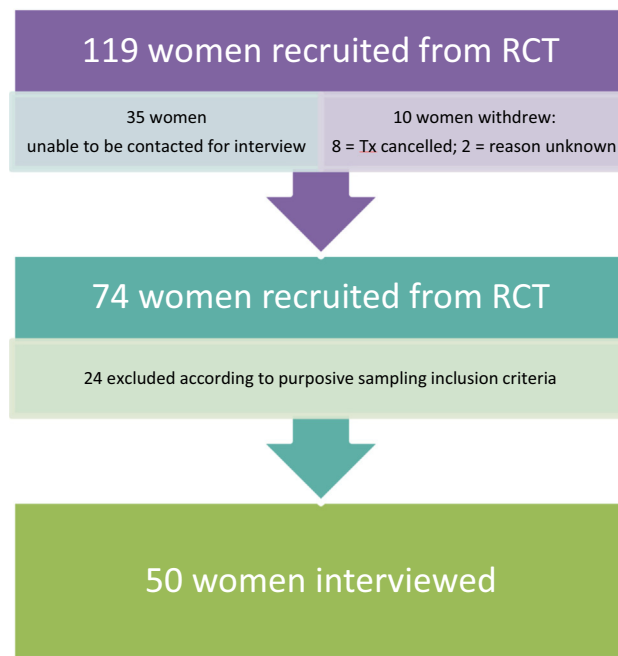 119 women recruited from RCT
35 women
unable to be contacted for interview
10 women withdrew:
8 = Tx cancelled; 2 = reason unknown
74 women recruited from RCT
24 excluded according to purposive sampling inclusion criteria
50 women interviewed